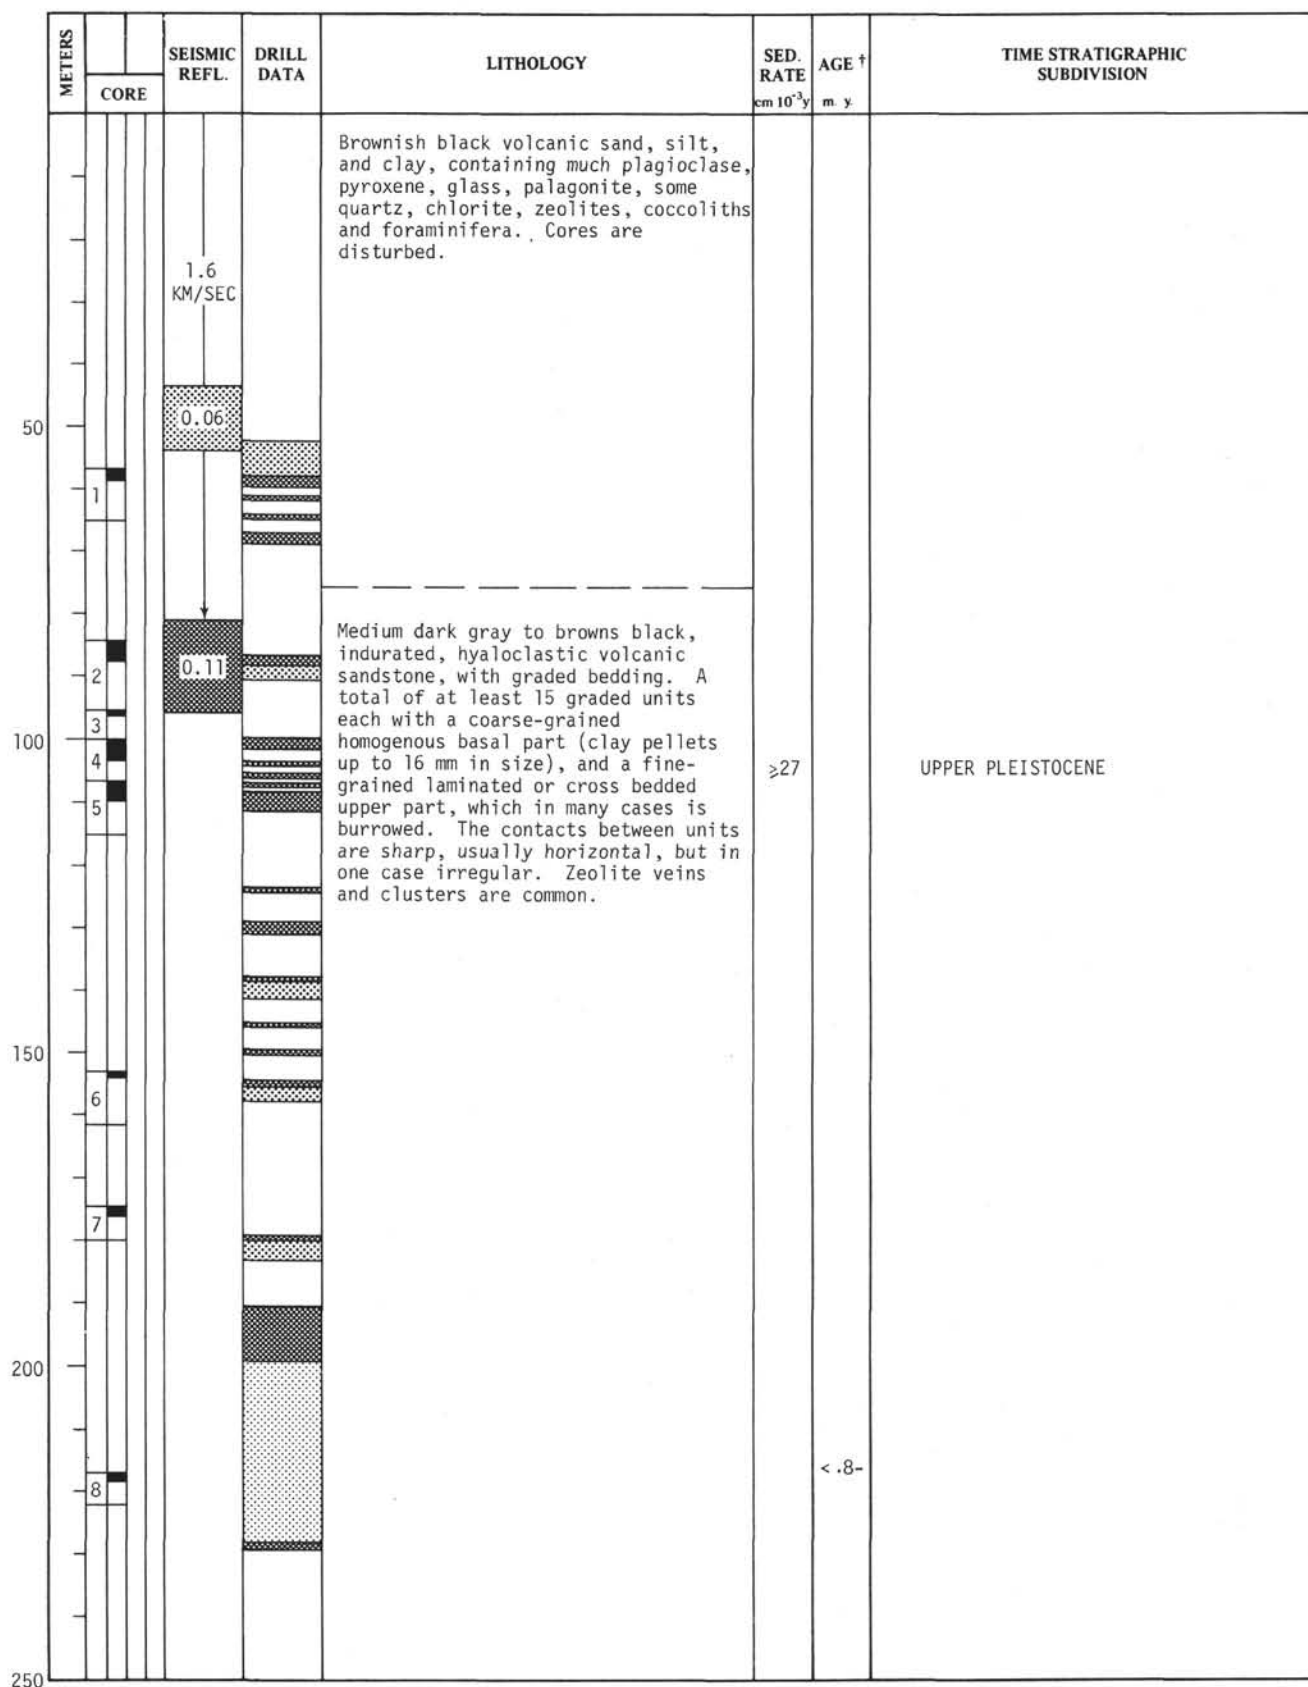 METERS
CORE
SEISMIC
REFL.
DRILL
DATA
LITHOLOGY
SED.
RATE
cm 10⁻³y
AGE †
m. y.
TIME STRATIGRAPHIC
SUBDIVISION
Brownish black volcanic sand, silt,
and clay, containing much plagioclase,
pyroxene, glass, palagonite, some
quartz, chlorite, zeolites, coccoliths
and foraminifera. Cores are
disturbed.
1.6
KM/SEC
0.06
50
1
Medium dark gray to browns black,
indurated, hyaloclastic volcanic
sandstone, with graded bedding. A
total of at least 15 graded units
each with a coarse-grained
homogenous basal part (clay pellets
up to 16 mm in size), and a fine-
grained laminated or cross bedded
upper part, which in many cases is
burrowed. The contacts between units
are sharp, usually horizontal, but in
one case irregular. Zeolite veins
and clusters are common.
0.11
2
3
100
4
5
≥27
UPPER PLEISTOCENE
150
6
7
200
< .8-
8
250